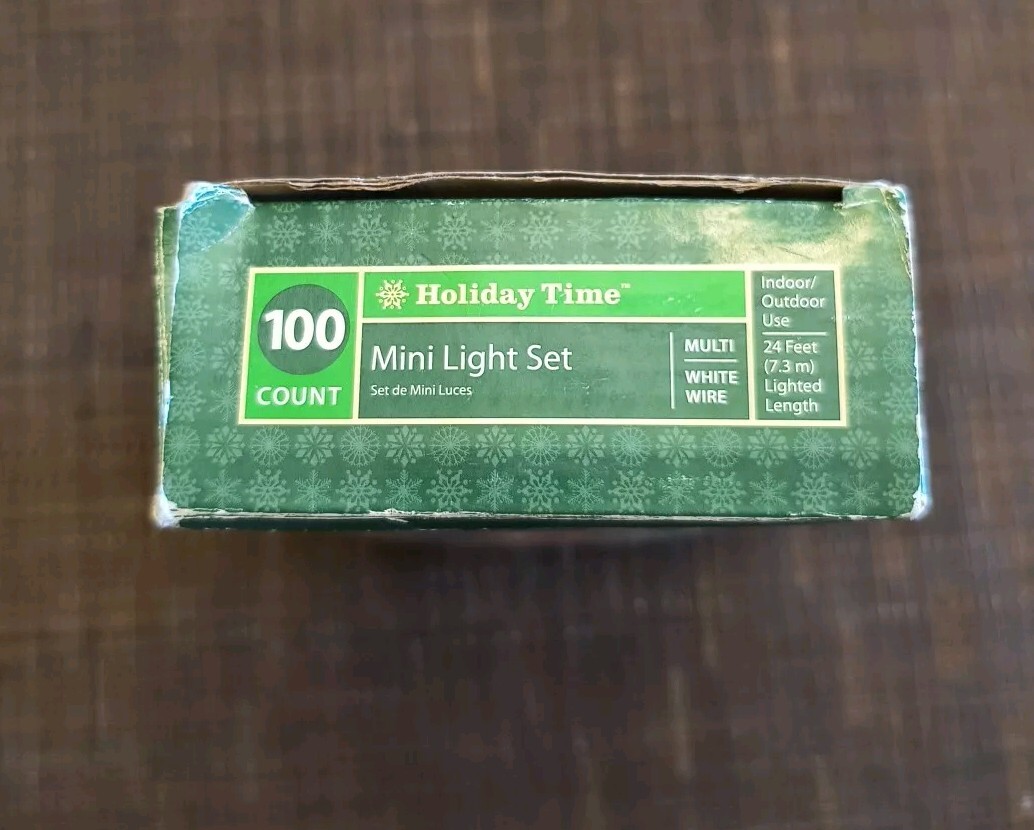 100
COUNT
Holiday Time™
Mini Light Set
Set de Mini Luces
MULTI
WHITE
WIRE
Indoor/
Outdoor
Use
24 Feet
(7.3 m)
Lighted
Length